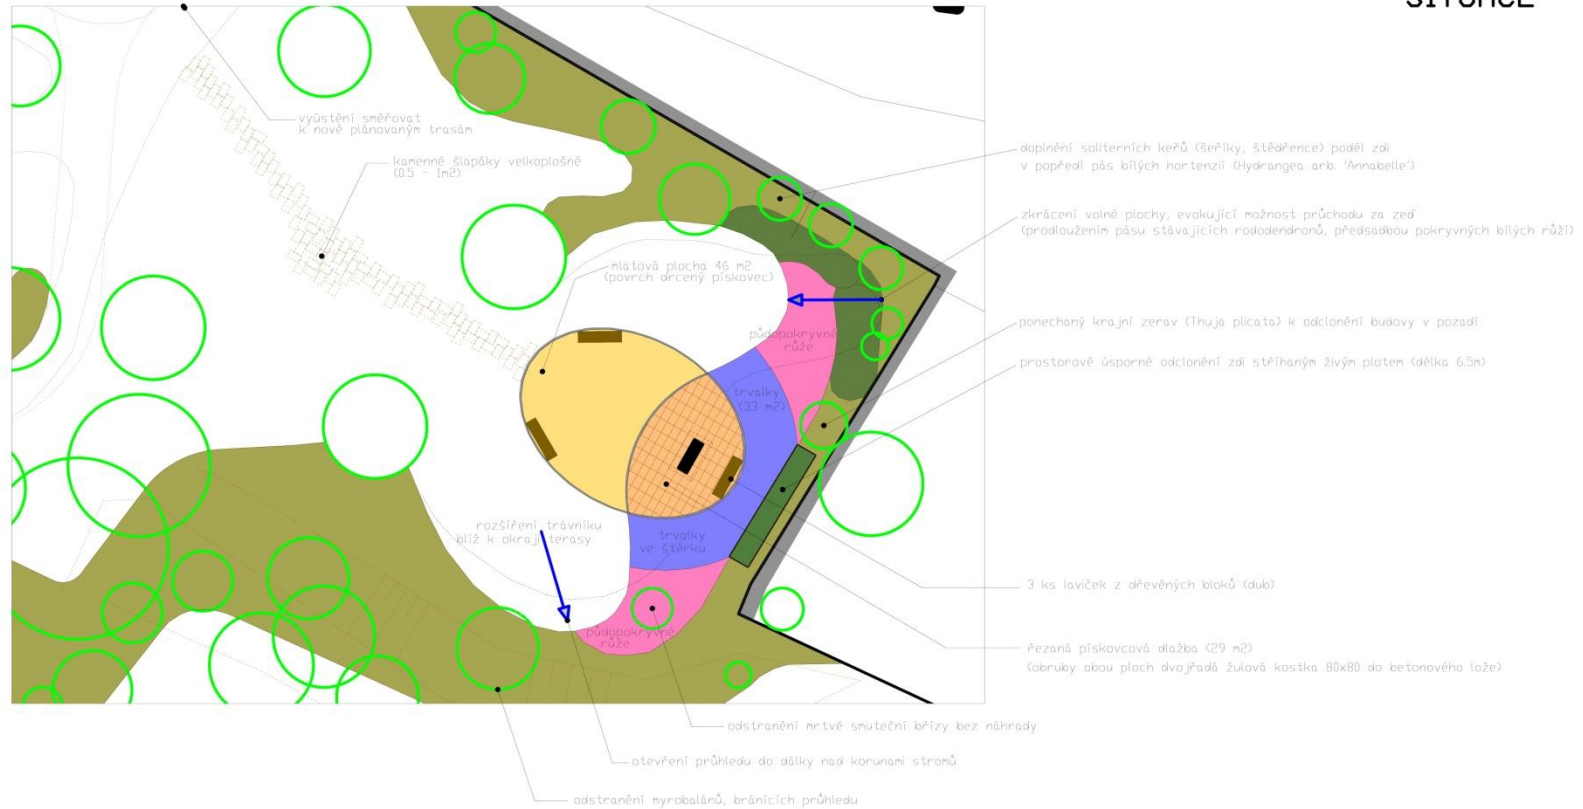 SITUACE
vyústění směřovat
k nově plánovaným trasám
kamenné šlapáky velkoplošné
(0.5 - 1m2)
doplnění soliterních keřů (šeříky, štědřence) podél zdi
v popředí pás bílých hortenzií (Hydrangea arb. 'Annabelle')
zkrácení volné plochy, evokující možnost průchodu za zeď
(prodloužením pásu stávajících rododendronů, předsadbou pokryvných bílých růží)
mlatová plocha 46 m2
(povrch drcený pískovec)
ponechaný krajní zerav (Thuja plicata) k odclonění budovy v pozadí
půdopokryvné
růže
prostorově úsporné odclonění zdí stříhaným živým plotem (délka 6.5m)
trvalky
(33 m2)
rozšíření trávníku
blíž k okraji terasy
trvalky
ve štěrku
3 ks laviček z dřevěných bloků (dub)
půdopokryvné
růže
řezaná pískovcová dlažba (29 m2)
(obruby obou ploch dvojřadá žulová kostka 80x80 do betonového lože)
odstranění mrtvé smuteční břízy bez náhrady
otevření průhledu do dálky nad korunami stromů
odstranění myrobalánů, bránících průhledu